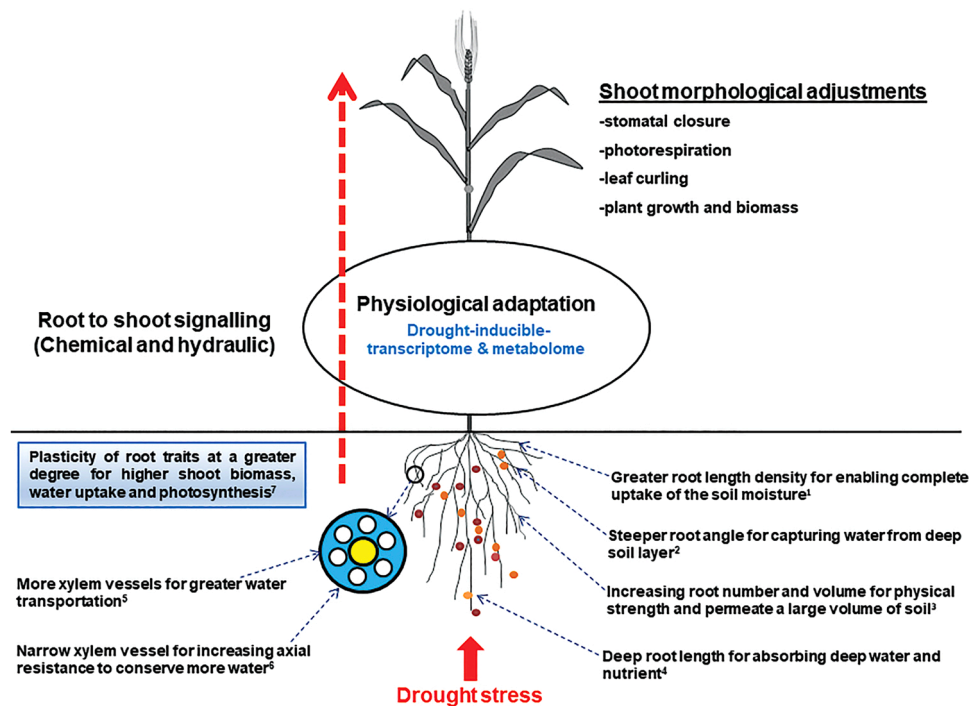 Shoot morphological adjustments
-stomatal closure
-photorespiration
-leaf curling
-plant growth and biomass
Physiological adaptation
Drought-inducible-
transcriptome & metabolome
Root to shoot signalling
(Chemical and hydraulic)
Plasticity of root traits at a greater
degree for higher shoot biomass,
water uptake and photosynthesis⁷
Greater root length density for enabling complete
uptake of the soil moisture¹
Steeper root angle for capturing water from deep
soil layer²
Increasing root number and volume for physical
strength and permeate a large volume of soil³
Deep root length for absorbing deep water and
nutrient⁴
More xylem vessels for greater water
transportation⁵
Narrow xylem vessel for increasing axial
resistance to conserve more water⁶
Drought stress